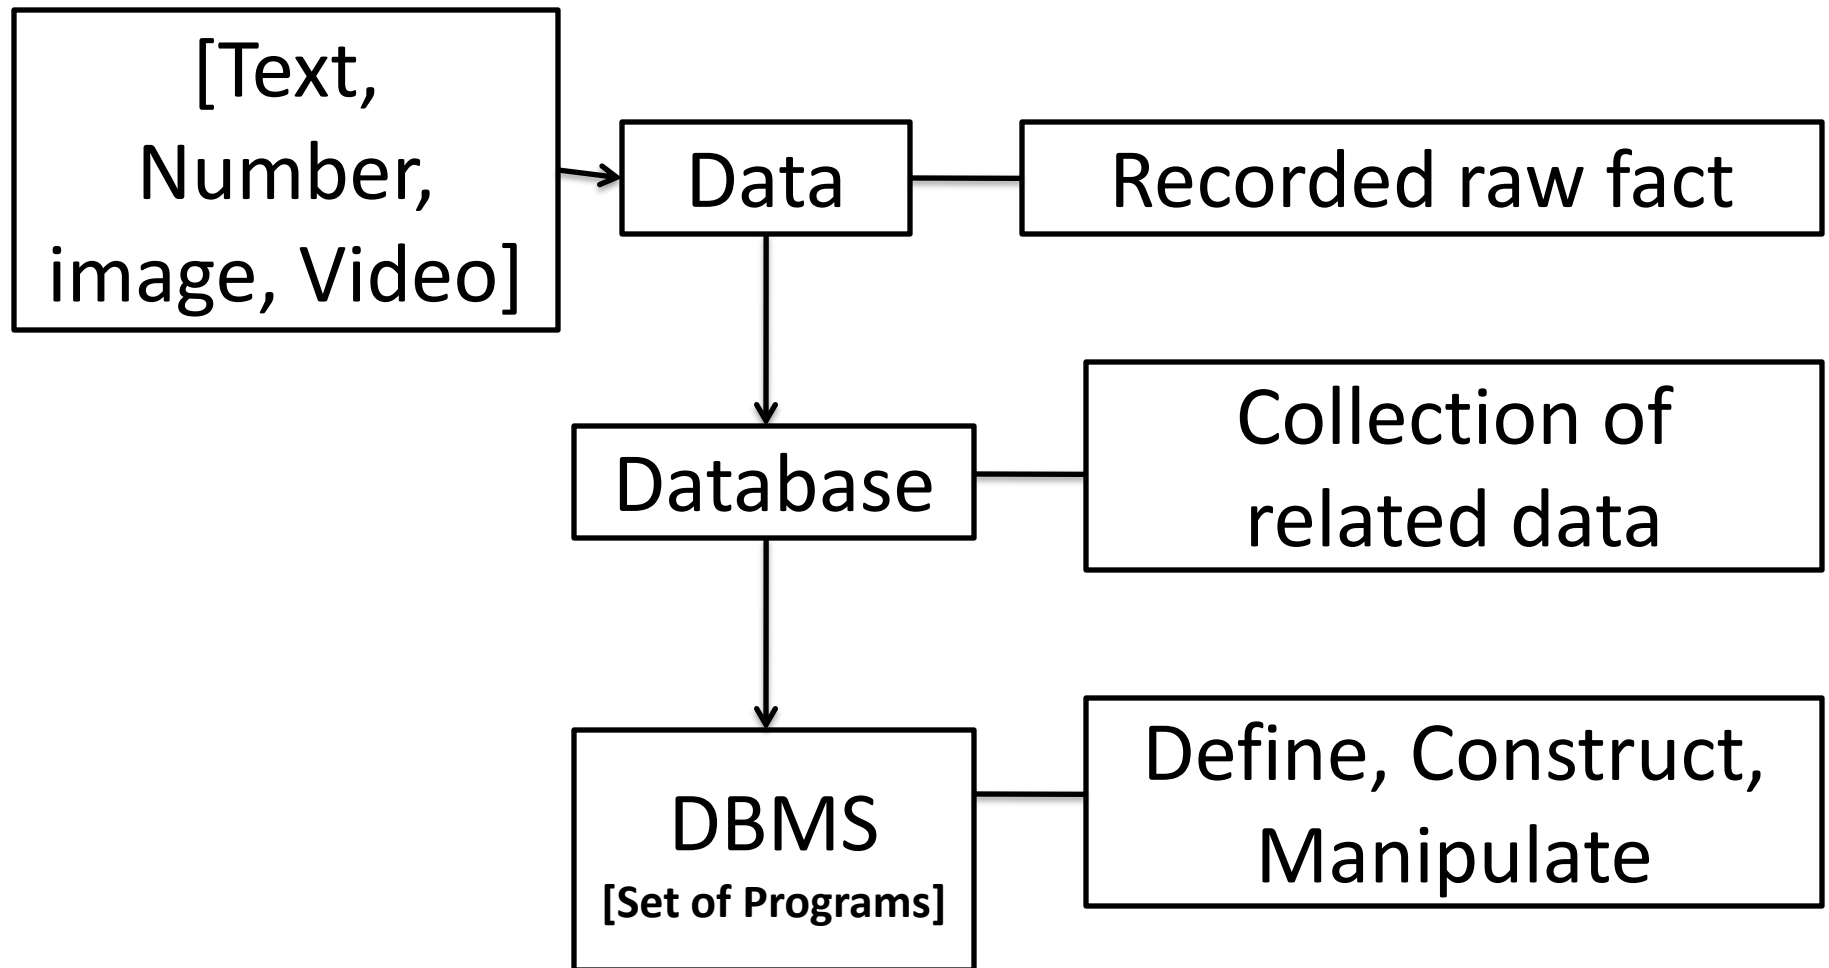 [Text,
Number,
image, Video]
Data
Recorded raw fact
Database
Collection of
related data
DBMS
[Set of Programs]
Define, Construct,
Manipulate